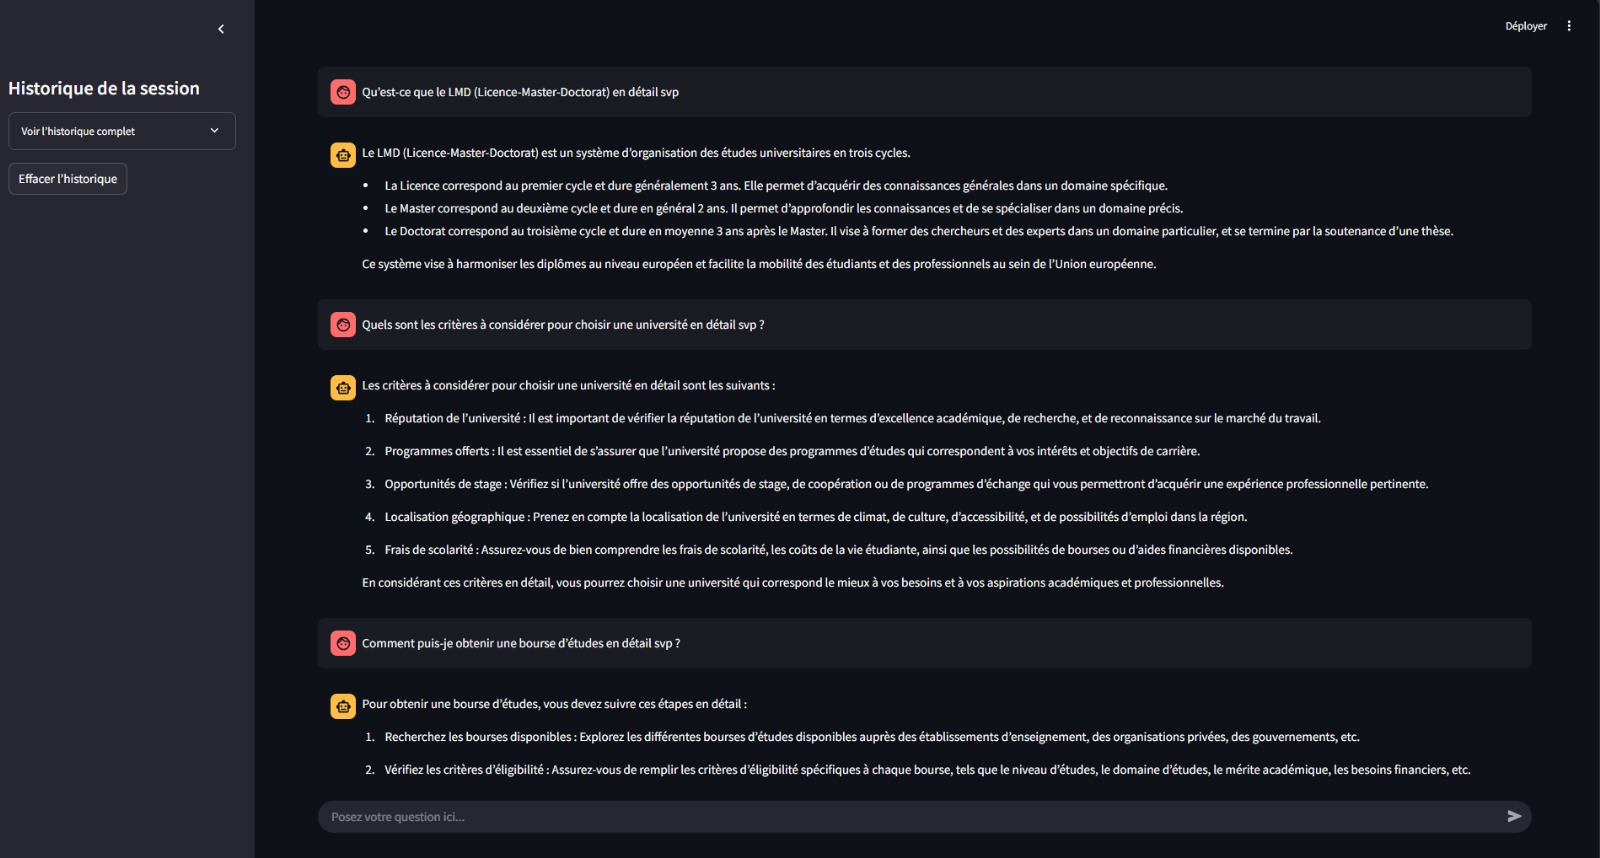 Déployer
Historique de la session
Voir l'historique complet
Effacer l'historique
Qu'est-ce que le LMD (Licence-Master-Doctorat) en détail svp
Le LMD (Licence-Master-Doctorat) est un système d'organisation des études universitaires en trois cycles.
• La Licence correspond au premier cycle et dure généralement 3 ans. Elle permet d'acquérir des connaissances générales dans un domaine spécifique.
• Le Master correspond au deuxième cycle et dure en général 2 ans. Il permet d'approfondir les connaissances et de se spécialiser dans un domaine précis.
• Le Doctorat correspond au troisième cycle et dure en moyenne 3 ans après le Master. Il vise à former des chercheurs et des experts dans un domaine particulier, et se termine par la soutenance d'une thèse.
Ce système vise à harmoniser les diplômes au niveau européen et facilite la mobilité des étudiants et des professionnels au sein de l'Union européenne.
Quels sont les critères à considérer pour choisir une université en détail svp ?
Les critères à considérer pour choisir une université en détail sont les suivants :
1. Réputation de l'université : Il est important de vérifier la réputation de l'université en termes d'excellence académique, de recherche, et de reconnaissance sur le marché du travail.
2. Programmes offerts : Il est essentiel de s'assurer que l'université propose des programmes d'études qui correspondent à vos intérêts et objectifs de carrière.
3. Opportunités de stage : Vérifiez si l'université offre des opportunités de stage, de coopération ou de programmes d'échange qui vous permettront d'acquérir une expérience professionnelle pertinente.
4. Localisation géographique : Prenez en compte la localisation de l'université en termes de climat, de culture, d'accessibilité, et de possibilités d'emploi dans la région.
5. Frais de scolarité : Assurez-vous de bien comprendre les frais de scolarité, les coûts de la vie étudiante, ainsi que les possibilités de bourses ou d'aides financières disponibles.
En considérant ces critères en détail, vous pourrez choisir une université qui correspond le mieux à vos besoins et à vos aspirations académiques et professionnelles.
Comment puis-je obtenir une bourse d'études en détail svp ?
Pour obtenir une bourse d'études, vous devez suivre ces étapes en détail :
1. Recherchez les bourses disponibles : Explorez les différentes bourses d'études disponibles auprès des établissements d'enseignement, des organisations privées, des gouvernements, etc.
2. Vérifiez les critères d'éligibilité : Assurez-vous de remplir les critères d'éligibilité spécifiques à chaque bourse, tels que le niveau d'études, le domaine d'études, le mérite académique, les besoins financiers, etc.
Posez votre question ici...